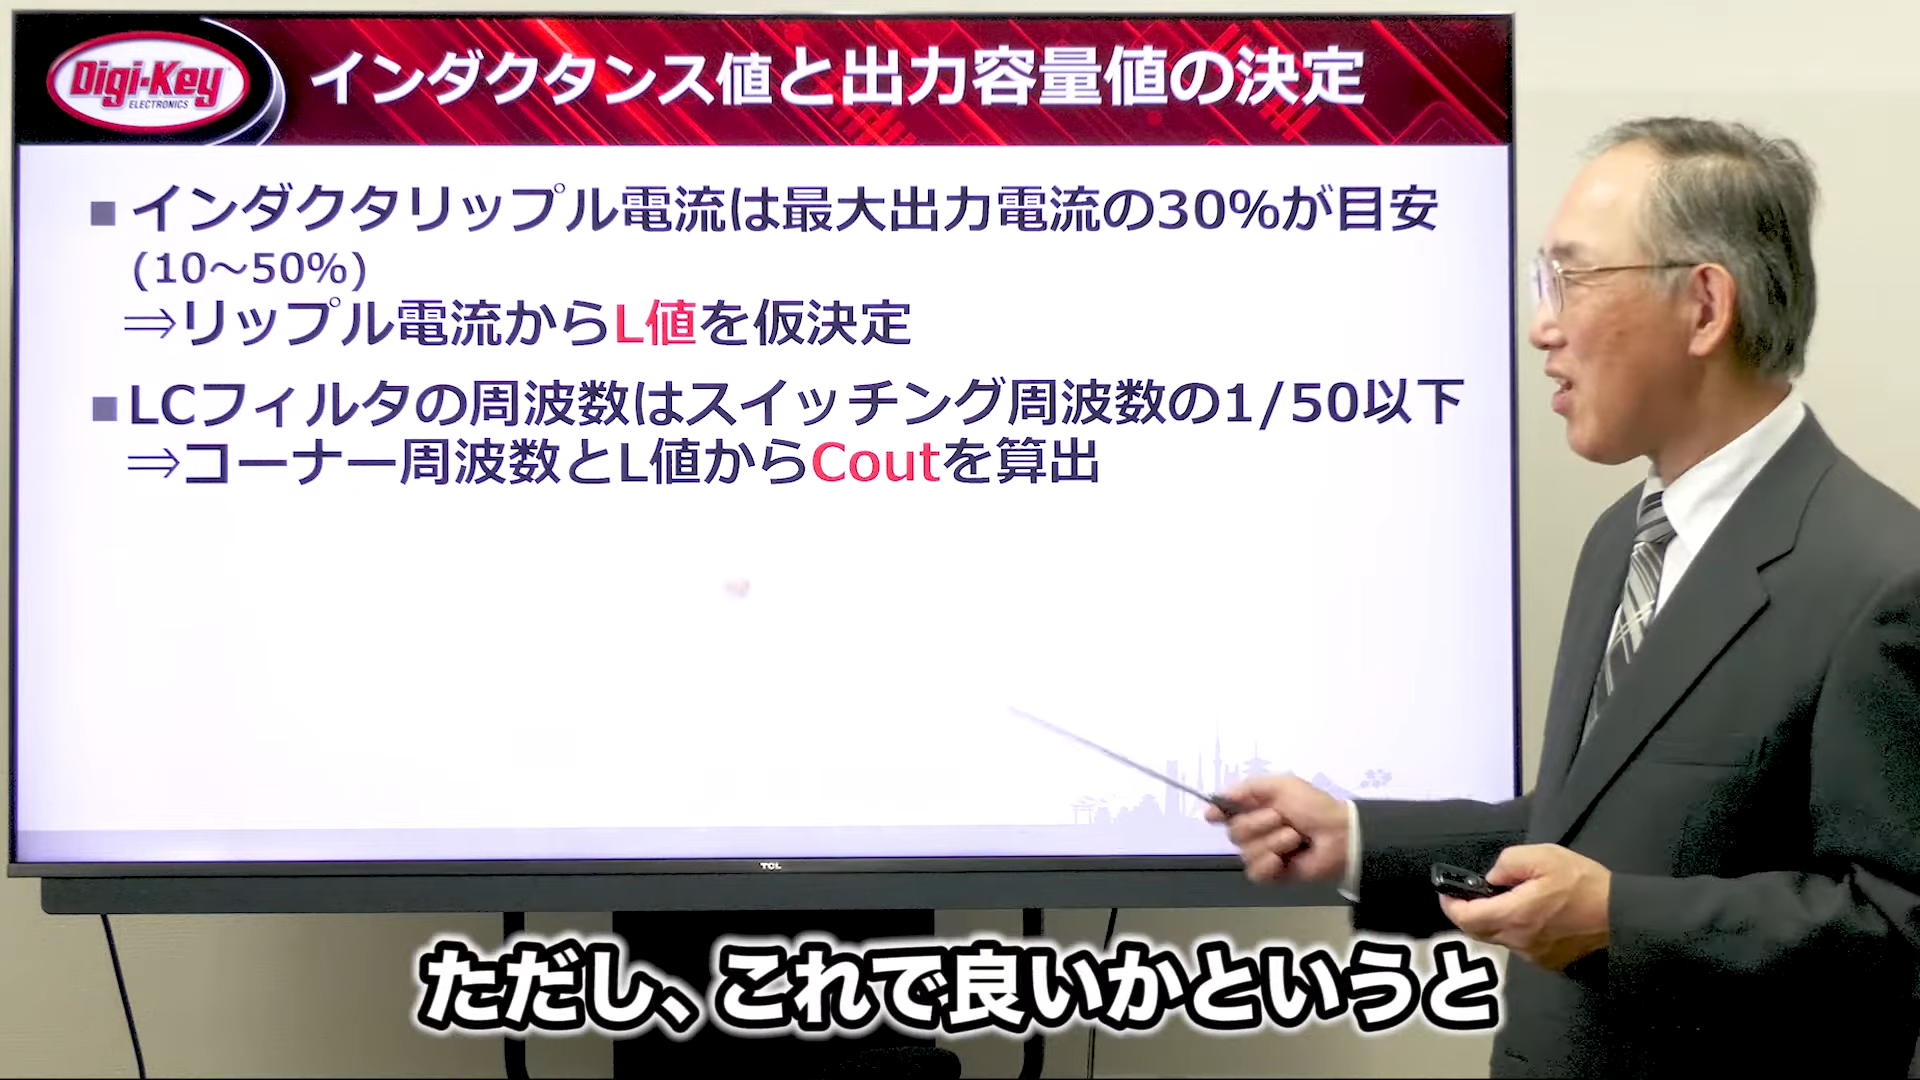 Digi-Key
ELECTRONICS
インダクタンス値と出力容量値の決定
■インダクタリップル電流は最大出力電流の30%が目安
(10～50%)
⇒リップル電流からL値を仮決定
■LCフィルタの周波数はスイッチング周波数の1/50以下
⇒コーナー周波数とL値からCoutを算出
TCL
ただし、これで良いかというと